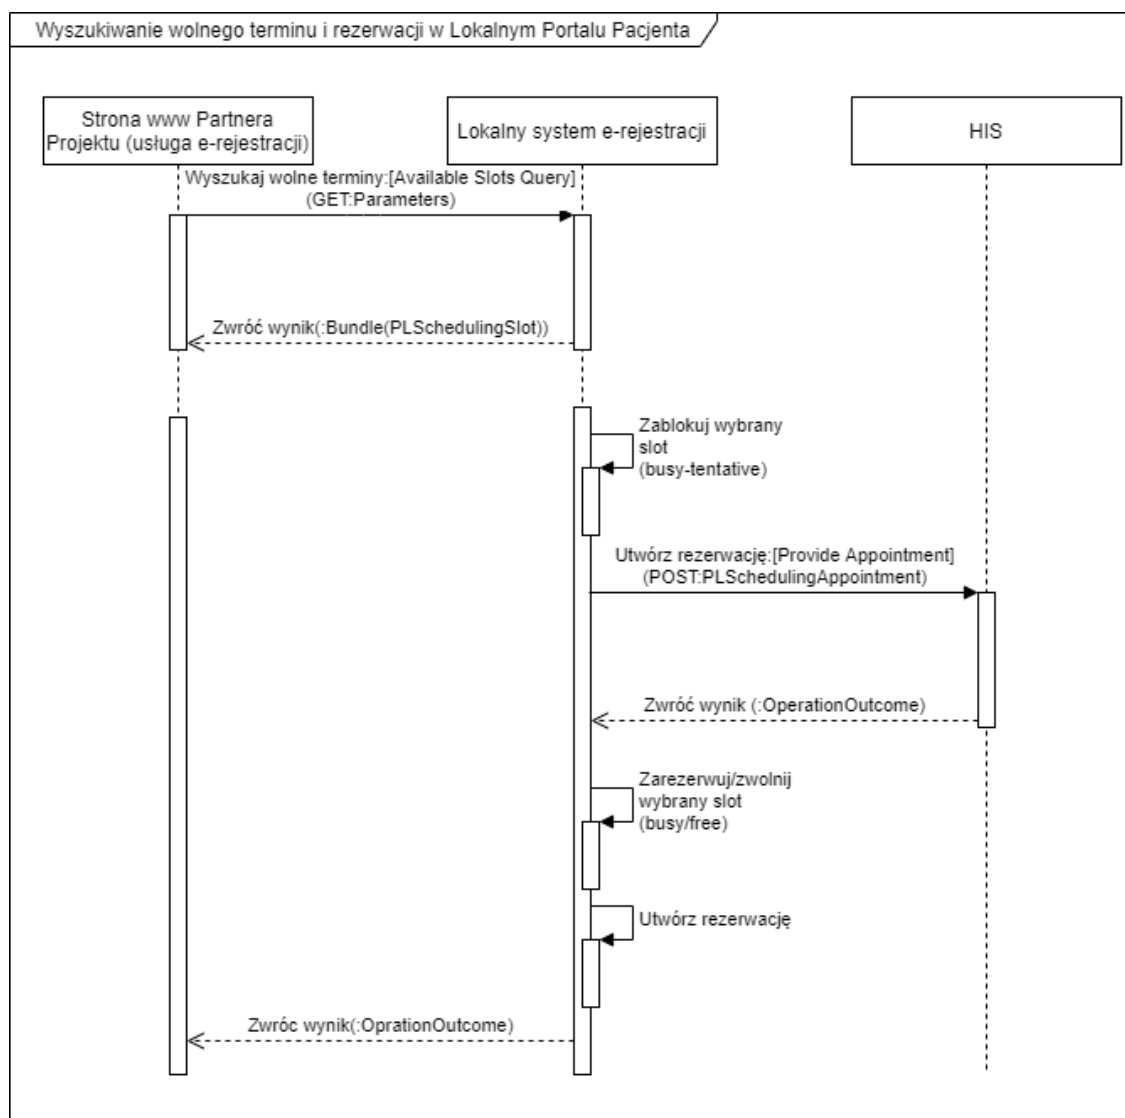 Wyszukiwanie wolnego terminu i rezerwacji w Lokalnym Portalu Pacjenta
Strona www Partnera
Projektu (usługa e-rejestracji)
Lokalny system e-rejestracji
HIS
Wyszukaj wolne terminy:[Available Slots Query]
(GET:Parameters)
Zwróć wynik(:Bundle(PLSchedulingSlot))
Zablokuj wybrany
slot
(busy-tentative)
Utwórz rezerwację:[Provide Appointment]
(POST:PLSchedulingAppointment)
Zwróć wynik (:OperationOutcome)
Zarezerwuj/zwolnij
wybrany slot
(busy/free)
Utwórz rezerwację
Zwróc wynik(:OprationOutcome)